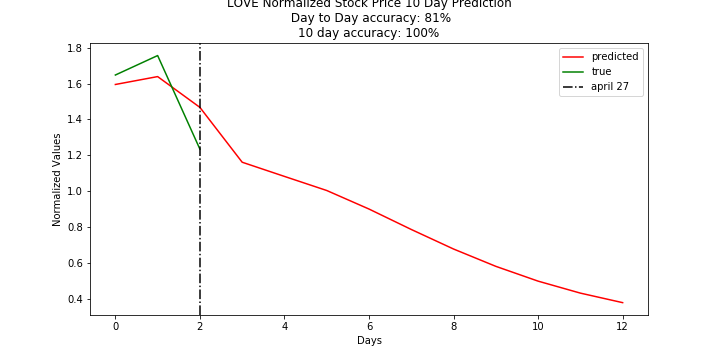 LOVE Normalized Stock Price 10 Day Prediction
Day to Day accuracy: 81%
10 day accuracy: 100%
1.8
1.6
1.4
1.2
1.0
0.8
0.6
0.4
Normalized Values
predicted
true
april 27
0 2 4 6 8 10 12
Days